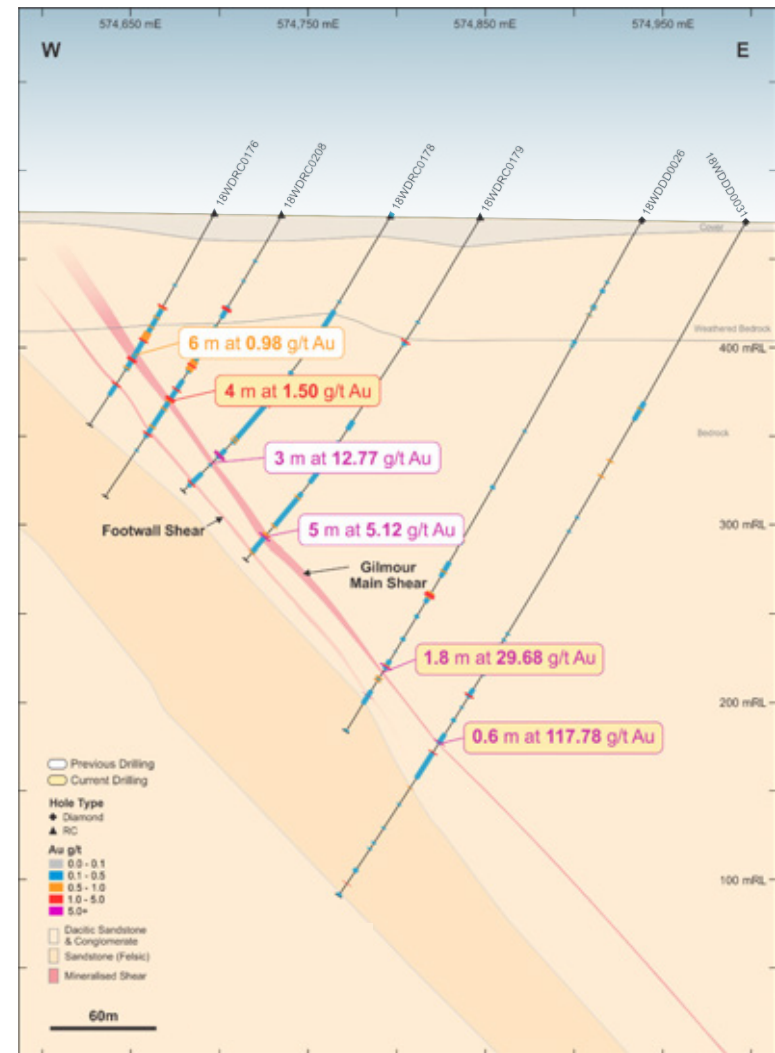 574,650 mE
574,750 mE
574,850 mE
574,950 mE
W
E
18WDRC0176
18WDRC0208
18WDRC0178
18WDRC0179
18WDDD0026
18WDDD0031
Cover
Weathered Bedrock
400 mRL
6 m at 0.98 g/t Au
4 m at 1.50 g/t Au
Bedrock
3 m at 12.77 g/t Au
300 mRL
Footwall Shear
5 m at 5.12 g/t Au
Gilmour
Main Shear
1.8 m at 29.68 g/t Au
200 mRL
0.6 m at 117.78 g/t Au
100 mRL
Previous Drilling
Current Drilling
Hole Type
Diamond
RC
Au g/t
0.0 - 0.1
0.1 - 0.5
0.5 - 1.0
1.0 - 5.0
5.0+
Dacitic Sandstone
& Conglomerate
Sandstone (Felsic)
Mineralised Shear
60m